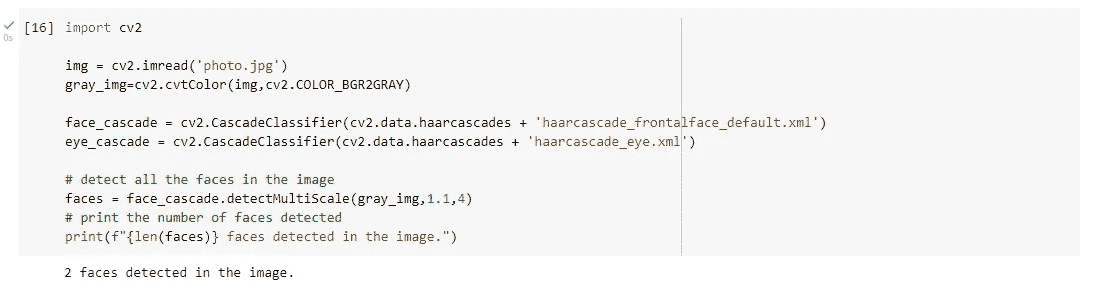 [16] import cv2
0s
img = cv2.imread('photo.jpg')
gray_img=cv2.cvtColor(img,cv2.COLOR_BGR2GRAY)
face_cascade = cv2.CascadeClassifier(cv2.data.haarcascades + 'haarcascade_frontalface_default.xml')
eye_cascade = cv2.CascadeClassifier(cv2.data.haarcascades + 'haarcascade_eye.xml')
# detect all the faces in the image
faces = face_cascade.detectMultiScale(gray_img,1.1,4)
# print the number of faces detected
print(f"{len(faces)} faces detected in the image.")
2 faces detected in the image.